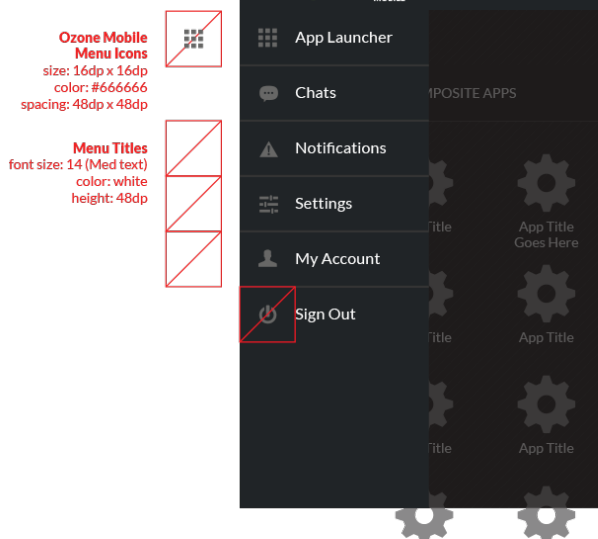 Ozone Mobile
Menu Icons
size: 16dp x 16dp
color: #666666
spacing: 48dp x 48dp
Menu Titles
font size: 14 (Med text)
color: white
height: 48dp
App Launcher
Chats
Notifications
Settings
My Account
Sign Out
APPS
Title
App Title
Goes Here
Title
App Title
Title
App Title